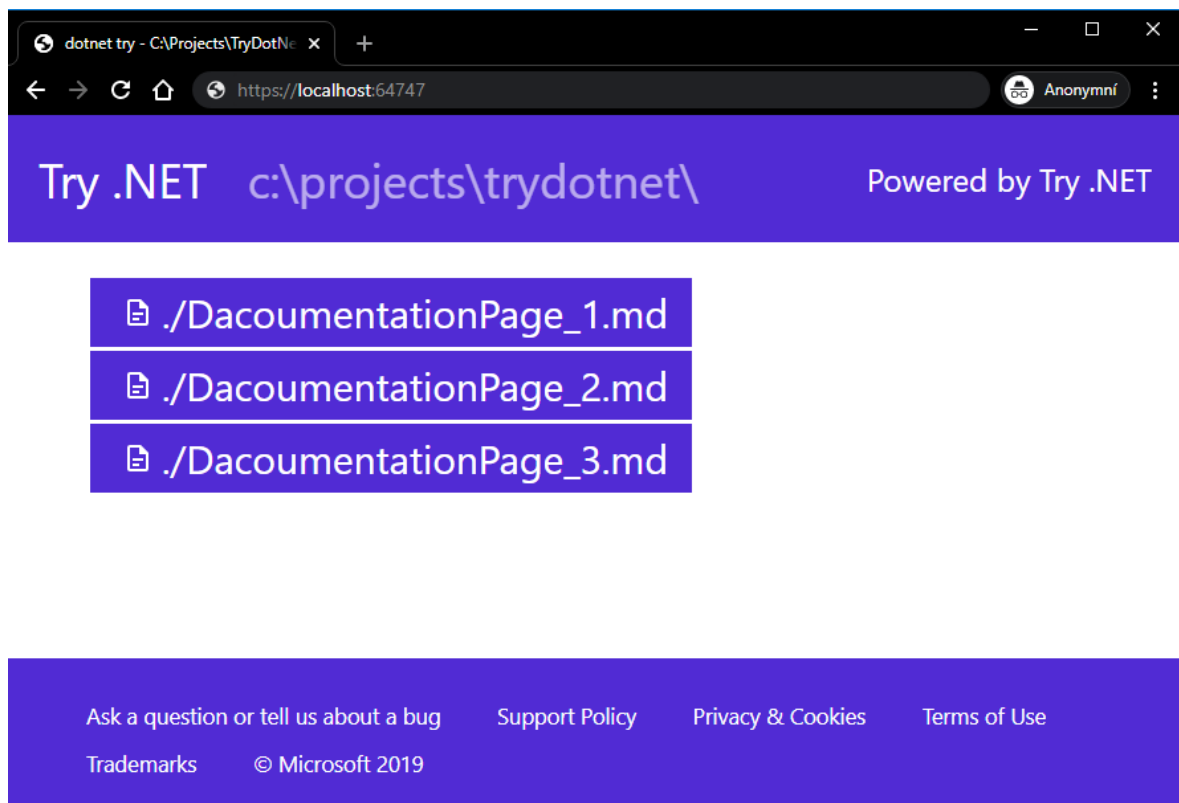 dotnet try - C:\Projects\TryDotNe
https://localhost:64747
Anonymní
Try .NET c:\projects\trydotnet\ Powered by Try .NET
./DacoumentationPage_1.md
./DacoumentationPage_2.md
./DacoumentationPage_3.md
Ask a question or tell us about a bug Support Policy Privacy & Cookies Terms of Use
Trademarks © Microsoft 2019